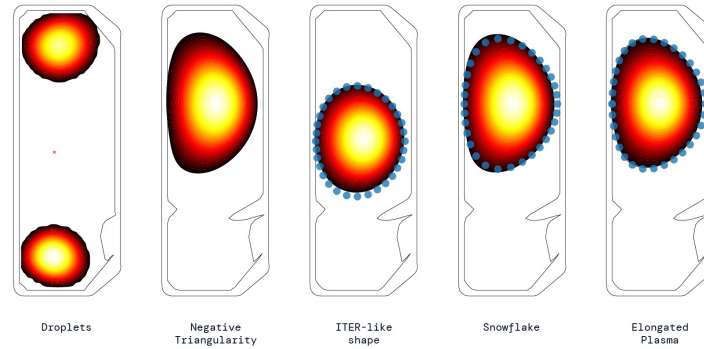 Droplets
Negative
Triangularity
ITER-like
shape
Snowflake
Elongated
Plasma